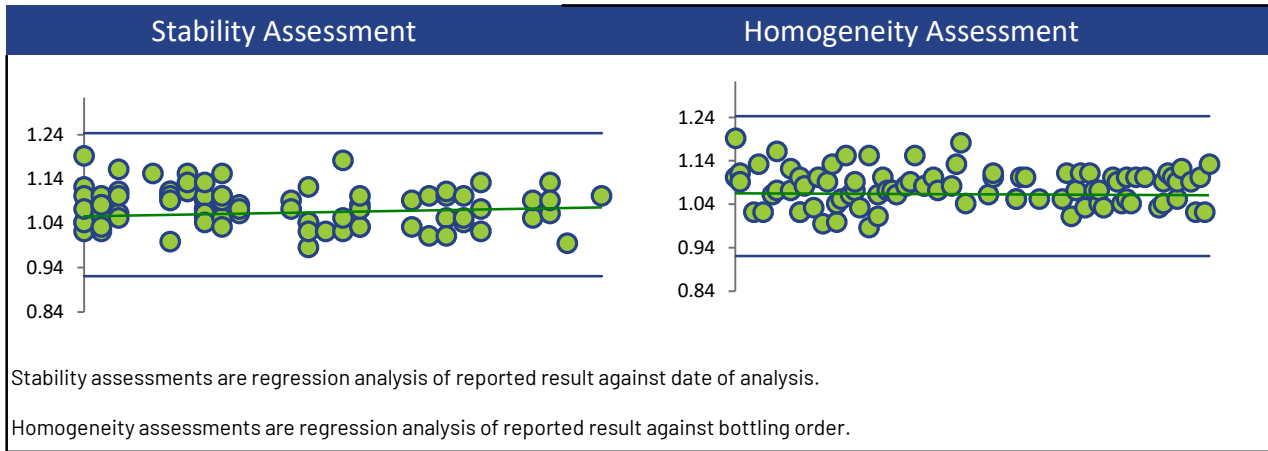 Stability Assessment
Homogeneity Assessment
1.24
1.14
1.04
0.94
0.84
1.24
1.14
1.04
0.94
0.84
Stability assessments are regression analysis of reported result against date of analysis.
Homogeneity assessments are regression analysis of reported result against bottling order.